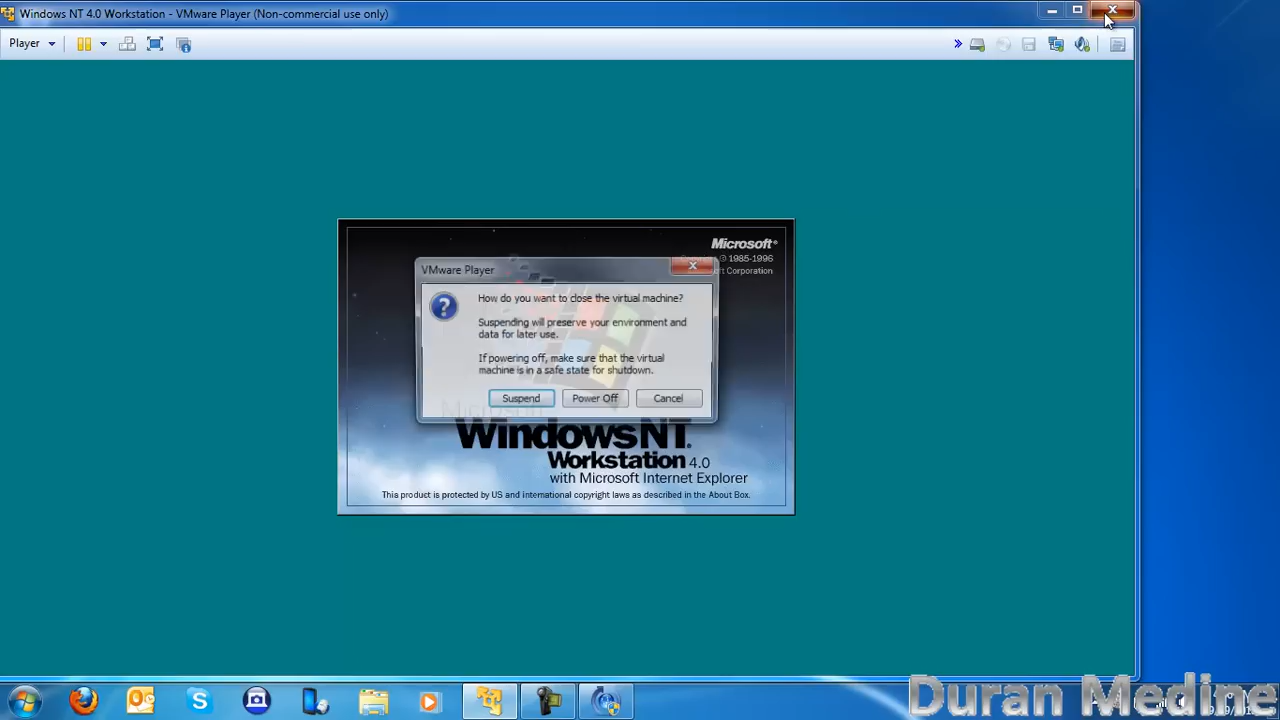 Windows NT 4.0 Workstation - VMware Player (Non-commercial use only)
Player
Microsoft
© 1985-1996
Corporation
VMware Player
How do you want to close the virtual machine?
Suspending will preserve your environment and
data for later use.
If powering off, make sure that the virtual
machine is in a safe state for shutdown.
Suspend
Power Off
Cancel
WindowsNT.
Workstation 4.0
with Microsoft Internet Explorer
This product is protected by US and international copyright laws as described in the About Box.
Duran Medine